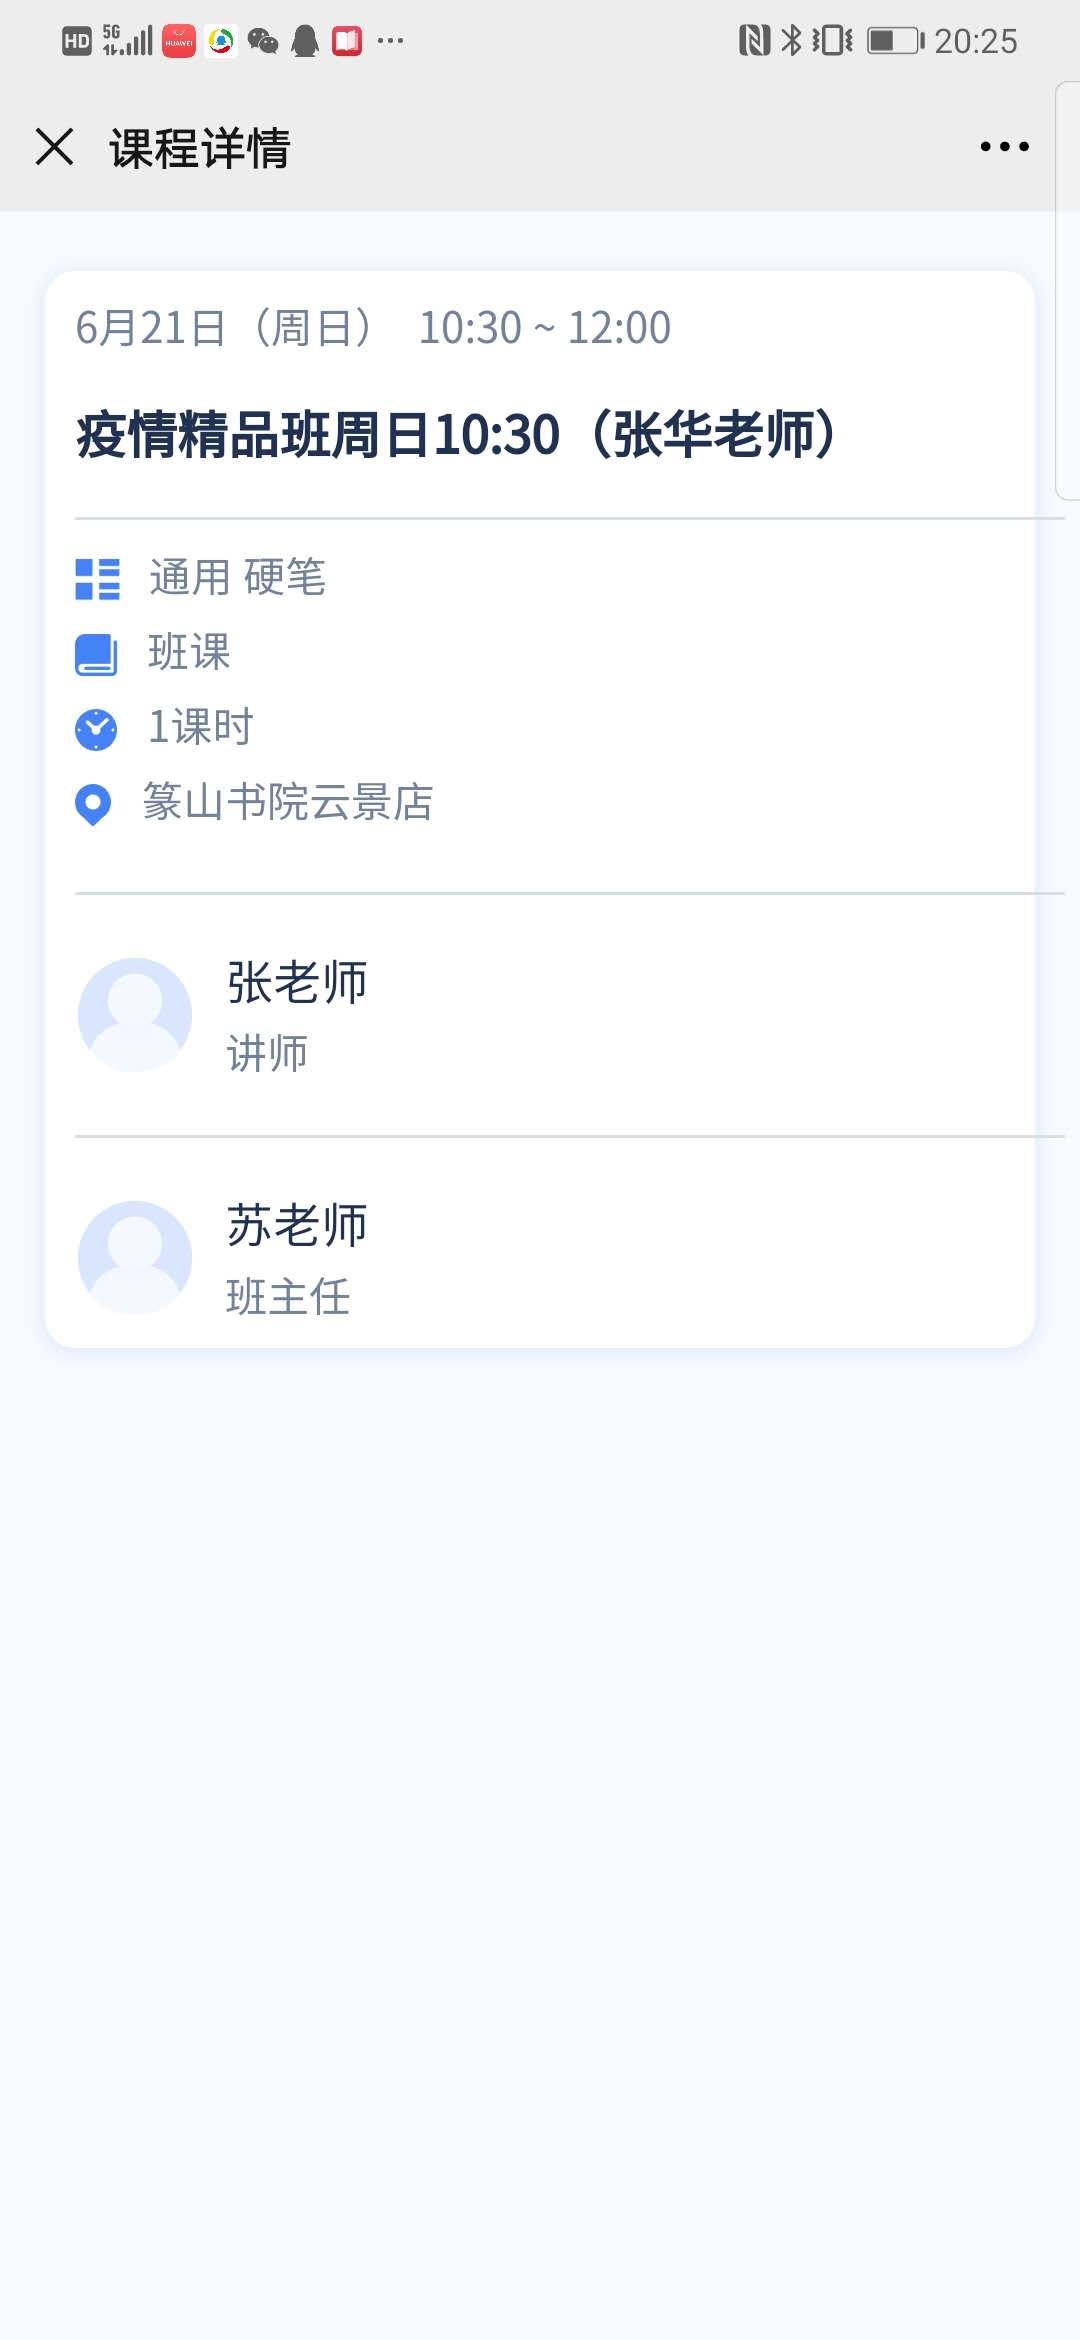 HD 5G HUAWEI 20:25
课程详情
6月21日（周日） 10:30 ~ 12:00
疫情精品班周日10:30（张华老师）
通用 硬笔
班课
1课时
篆山书院云景店
张老师
讲师
苏老师
班主任